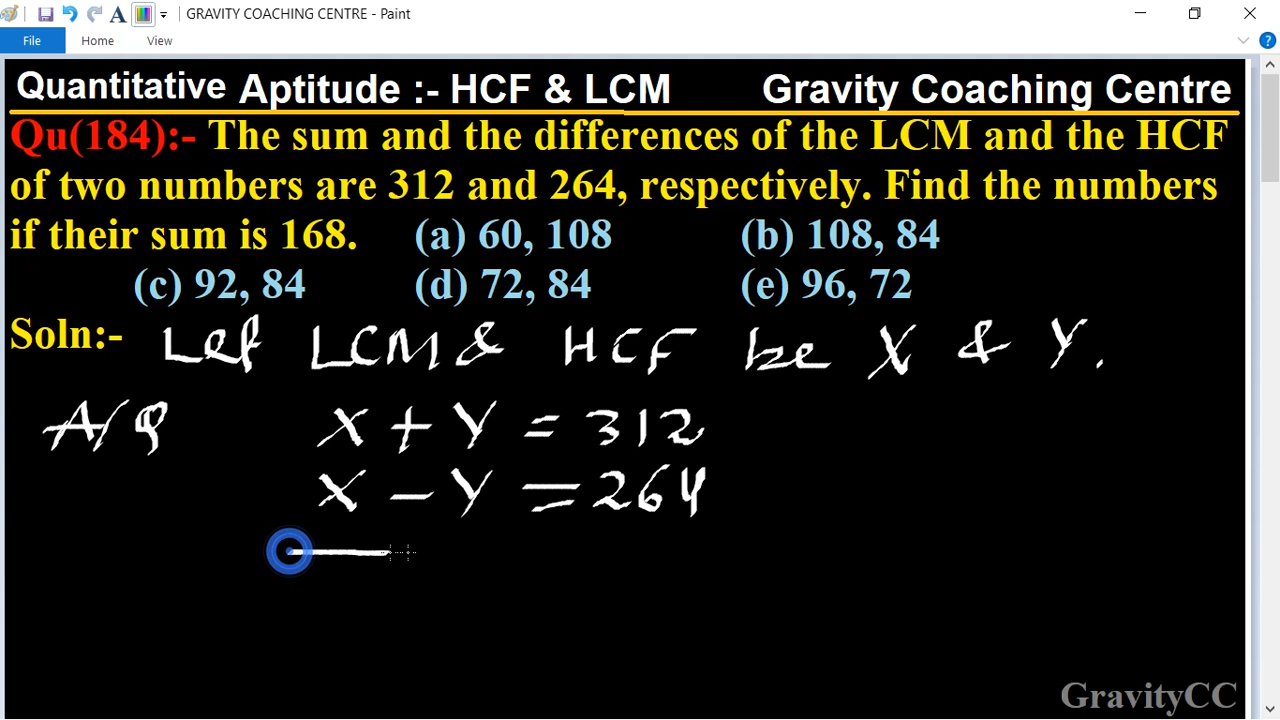 GRAVITY COACHING CENTRE - Paint
File Home View
Quantitative Aptitude :- HCF & LCM Gravity Coaching Centre
Qu(184):- The sum and the differences of the LCM and the HCF
of two numbers are 312 and 264, respectively. Find the numbers
if their sum is 168. (a) 60, 108 (b) 108, 84
(c) 92, 84 (d) 72, 84 (e) 96, 72
Soln:- Let LCM & HCF be X & Y.
A/Q X + Y = 312
X - Y = 264
GravityCC